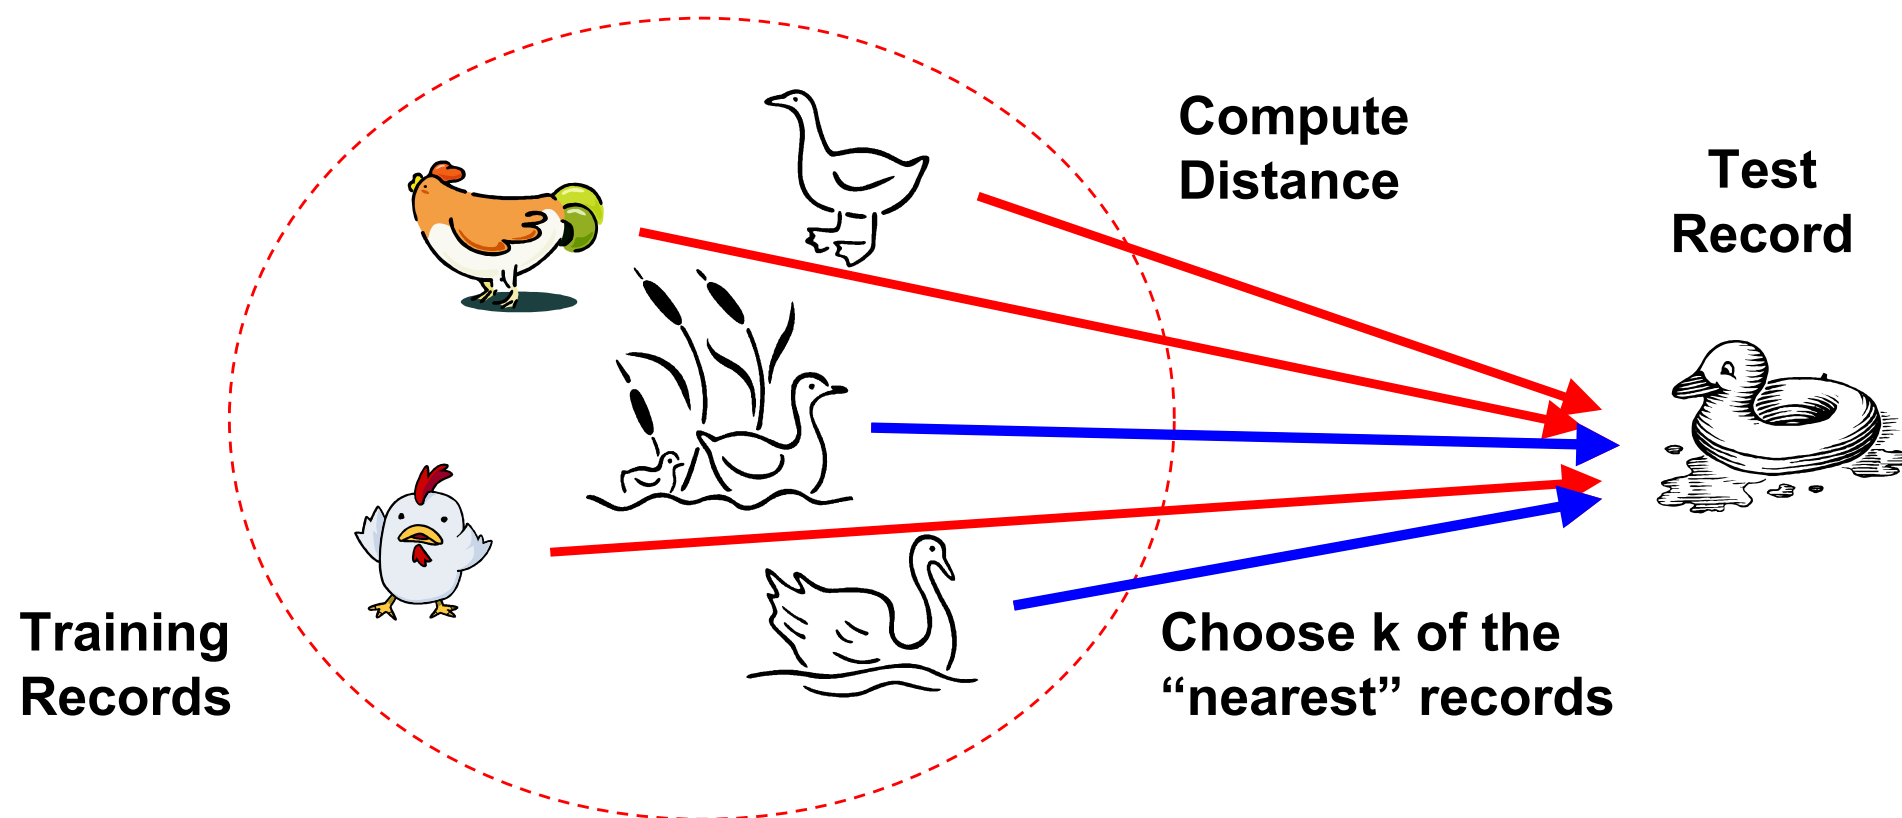 Compute
Distance
Test
Record
Training
Records
Choose k of the
“nearest” records